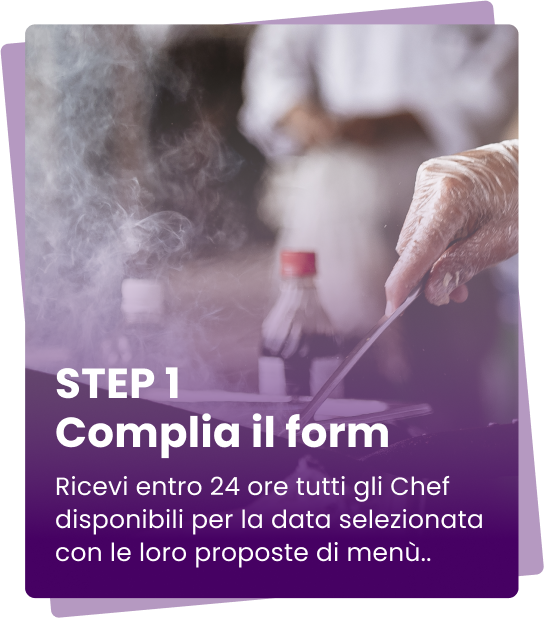 STEP 1
Complia il form
Ricevi entro 24 ore tutti gli Chef
disponibili per la data selezionata
con le loro proposte di menù..